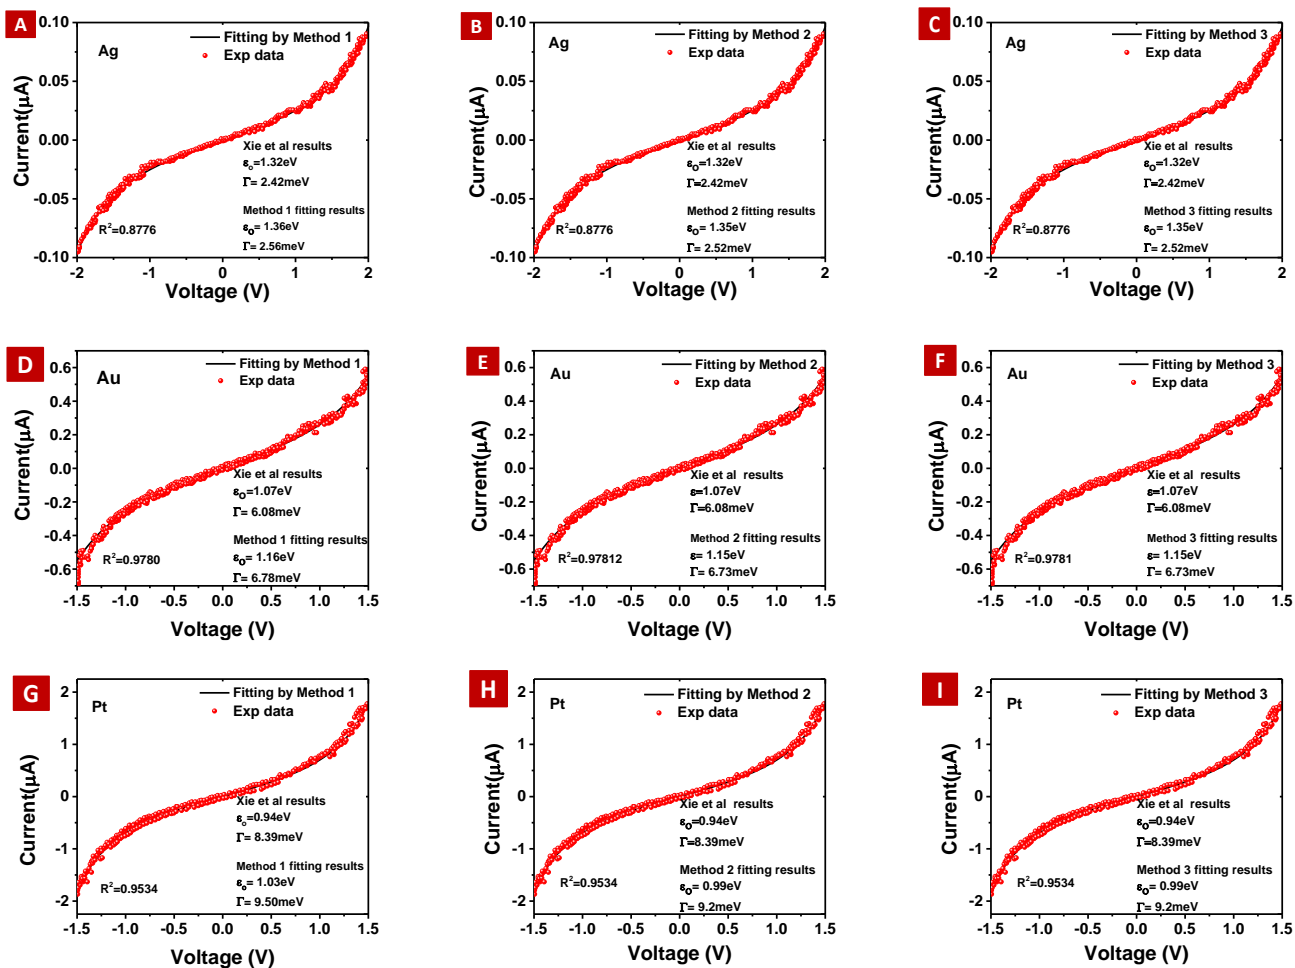 A
Ag
Fitting by Method 1
Exp data
Xie et al results
εo=1.32eV
Γ= 2.42meV
Method 1 fitting results
εo= 1.36eV
Γ= 2.56meV
R²=0.8776
0.10
0.05
0.00
-0.05
-0.10
-2
-1
0
1
2
Current(μA)
Voltage (V)
B
Ag
Fitting by Method 2
Exp data
Xie et al results
εO=1.32eV
Γ=2.42meV
Method 2 fitting results
εO= 1.35eV
Γ= 2.52meV
R²=0.8776
0.10
0.05
0.00
-0.05
-0.10
-2
-1
0
1
2
Current(μA)
Voltage (V)
C
Ag
Fitting by Method 3
Exp data
Xie et al results
εO=1.32eV
Γ=2.42meV
Method 3 fitting results
εO= 1.35eV
Γ= 2.52meV
R²=0.8776
0.10
0.05
0.00
-0.05
-0.10
-2
-1
0
1
2
Current(μA)
Voltage (V)
D
Au
Fitting by Method 1
Exp data
Xie et al results
εO=1.07eV
Γ= 6.08meV
Method 1 fitting results
εO= 1.16eV
Γ= 6.78meV
R²=0.9780
0.6
0.4
0.2
0.0
-0.2
-0.4
-0.6
-1.5
-1.0
-0.5
0.0
0.5
1.0
1.5
Current(μA)
Voltage (V)
E
Au
Fitting by Method 2
Exp data
Xie et al results
ε=1.07eV
Γ=6.08meV
Method 2 fitting results
ε= 1.15eV
Γ= 6.73meV
R²=0.97812
0.6
0.4
0.2
0.0
-0.2
-0.4
-0.6
-1.5
-1.0
-0.5
0.0
0.5
1.0
1.5
Current(μA)
Voltage (V)
F
Au
Fitting by Method 3
Exp data
Xie et al results
ε=1.07eV
Γ=6.08meV
Method 3 fitting results
ε= 1.15eV
Γ= 6.73meV
R²=0.9781
0.6
0.4
0.2
0.0
-0.2
-0.4
-0.6
-1.5
-1.0
-0.5
0.0
0.5
1.0
1.5
Current(μA)
Voltage (V)
G
Pt
Fitting by Method 1
Exp data
Xie et al results
εo=0.94eV
Γ= 8.39meV
Method 1 fitting results
εo= 1.03eV
Γ= 9.50meV
R²=0.9534
2
1
0
-1
-2
-1.5
-1.0
-0.5
0.0
0.5
1.0
1.5
Current(μA)
Voltage (V)
H
Pt
Fitting by Method 2
Exp data
Xie et al results
εO=0.94eV
Γ=8.39meV
Method 2 fitting results
εO= 0.99eV
Γ= 9.2meV
R²=0.9534
2
1
0
-1
-2
-1.5
-1.0
-0.5
0.0
0.5
1.0
1.5
Current(μA)
Voltage (V)
I
Pt
Fitting by Method 3
Exp data
Xie et al results
εO=0.94eV
Γ=8.39meV
Method 3 fitting results
εO= 0.99eV
Γ= 9.2meV
R²=0.9534
2
1
0
-1
-2
-1.5
-1.0
-0.5
0.0
0.5
1.0
1.5
Current(μA)
Voltage (V)